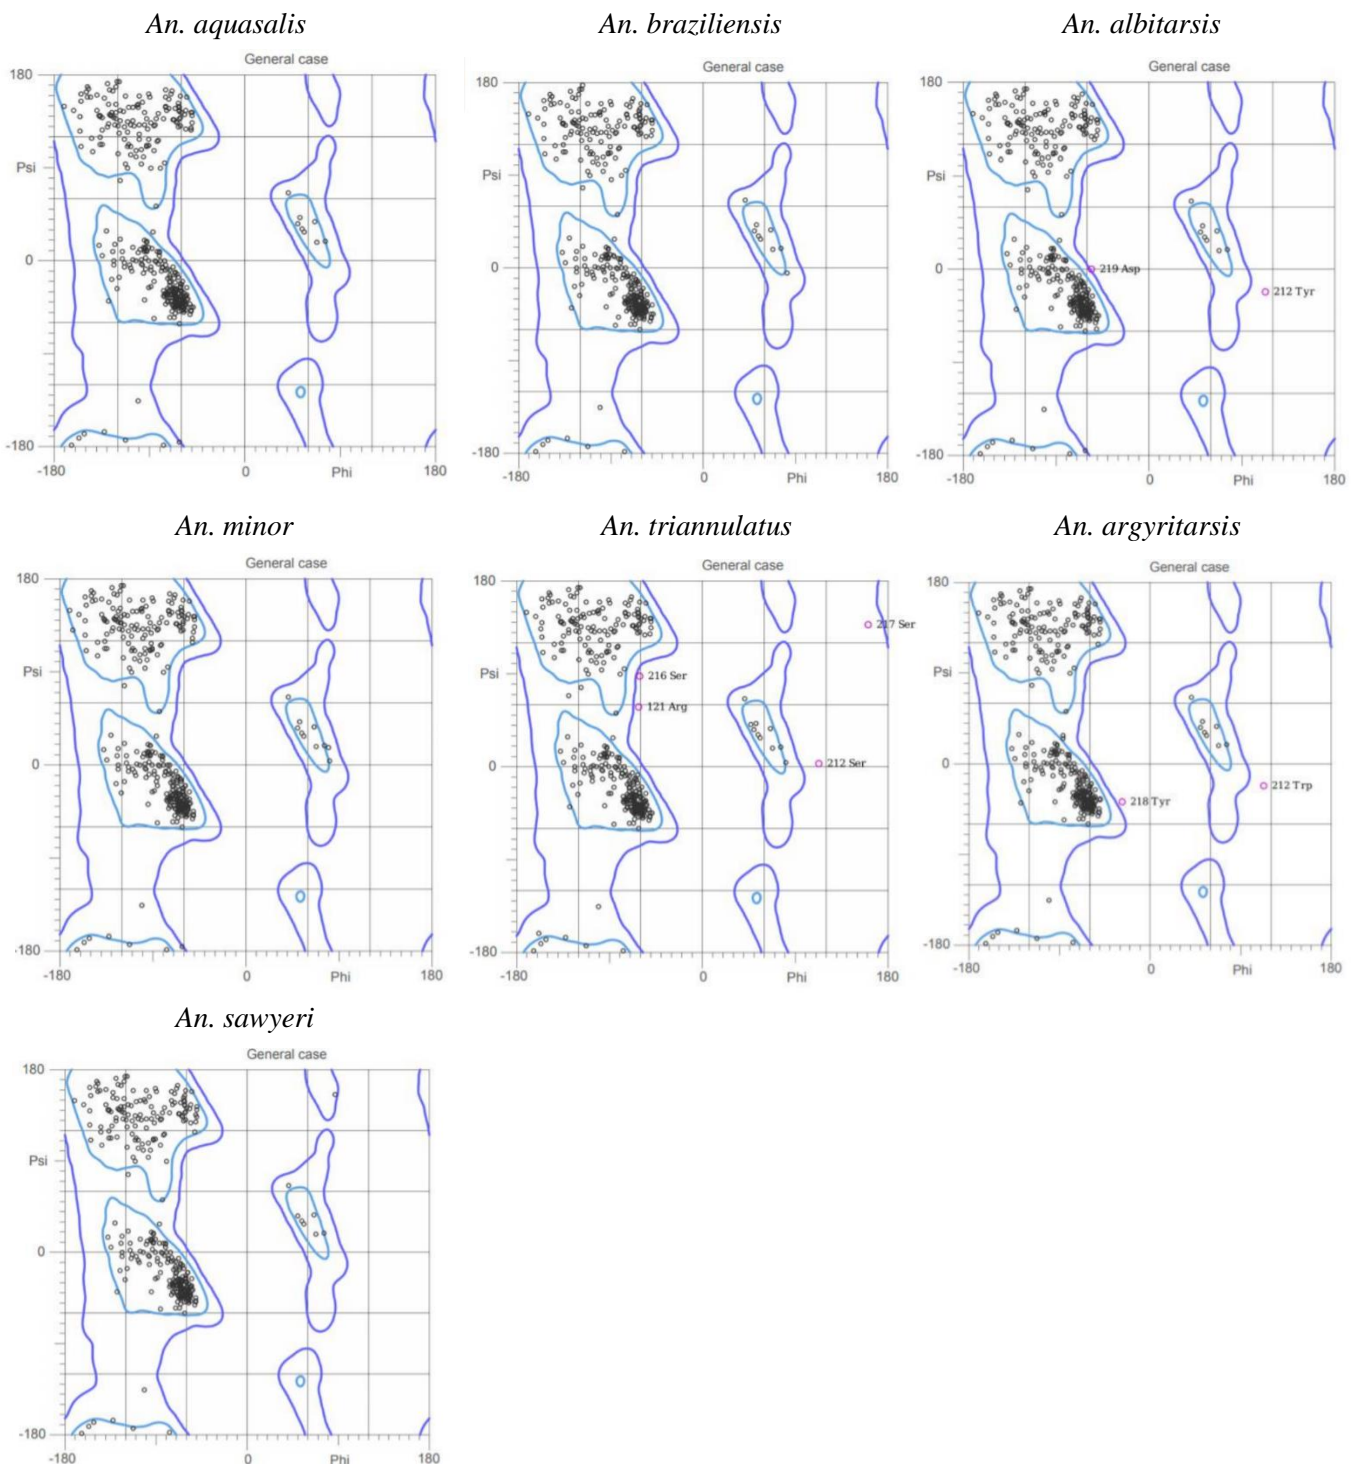 An. aquasalis
An. braziliensis
An. albitarsis
General case
180
Psi
0
-180
-180
0
Phi
180
General case
180
Psi
0
-180
-180
0
Phi
180
General case
180
Psi
0
-180
219 Asp
212 Tyr
-180
0
Phi
180
An. minor
An. triannulatus
An. argyritarsis
General case
180
Psi
0
-180
-180
0
Phi
180
General case
180
217 Ser
Psi
216 Ser
121 Arg
0
212 Ser
-180
-180
0
Phi
180
General case
180
Psi
0
212 Trp
218 Tyr
-180
-180
0
Phi
180
An. sawyeri
General case
180
Psi
0
-180
-180
0
Phi
180